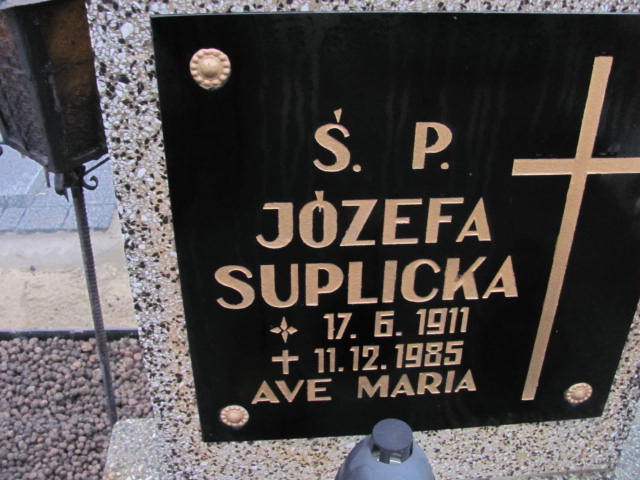 Ś. P.
JÓZEFA
SUPLICKA
17. 6. 1911
11. 12. 1985
AVE MARIA